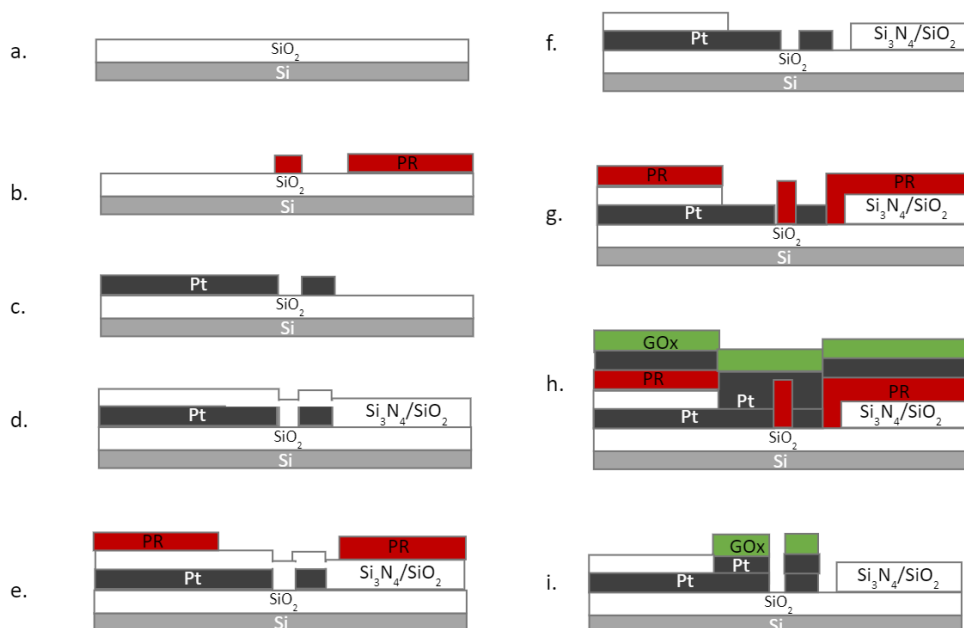 a.
SiO₂
Si
b.
PR
SiO₂
Si
c.
Pt
SiO₂
Si
d.
Pt
Si₃N₄/SiO₂
SiO₂
Si
e.
PR
PR
Pt
Si₃N₄/SiO₂
SiO₂
Si
f.
Pt
Si₃N₄/SiO₂
SiO₂
Si
g.
PR
PR
Pt
Si₃N₄/SiO₂
SiO₂
Si
h.
GOx
PR
PR
Pt
Pt
Si₃N₄/SiO₂
SiO₂
Si
i.
GOx
Pt
Pt
Si₃N₄/SiO₂
SiO₂
Si